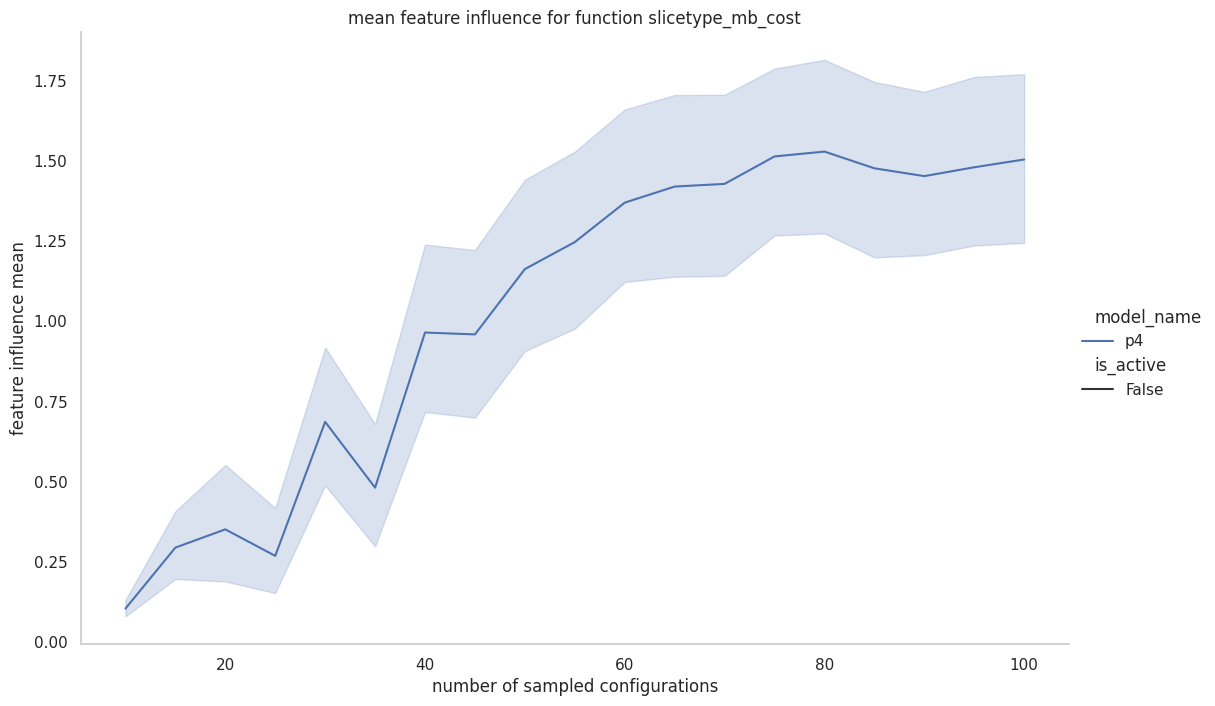 mean feature influence for function slicetype_mb_cost
1.75
1.50
1.25
1.00
0.75
0.50
0.25
0.00
feature influence mean
20
40
60
80
100
number of sampled configurations
model_name
p4
is_active
False